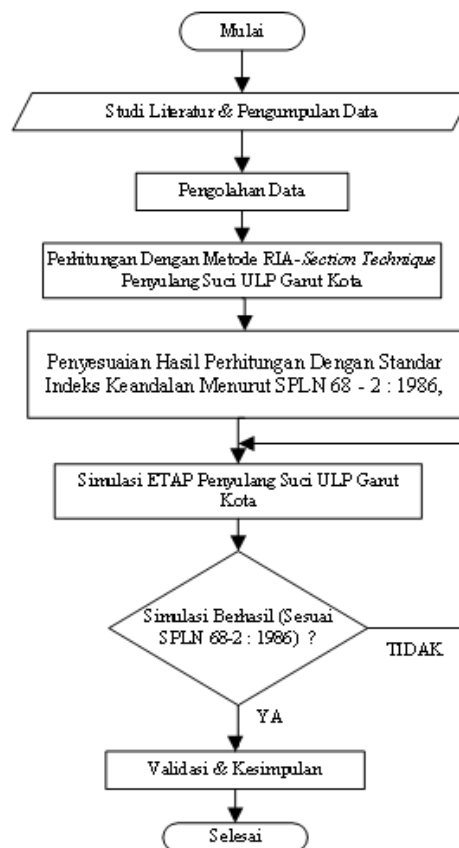 Mulai
Studi Literatur & Pengumpulan Data
Pengolahan Data
Perhitungan Dengan Metode RIA-Section Technique
Penyulang Suci ULP Garut Kota
Penyesuaian Hasil Perhitungan Dengan Standar
Indeks Keandalan Menurut SPLN 68 - 2 : 1986,
Simulasi ETAP Penyulang Suci ULP Garut
Kota
Simulasi Berhasil (Sesuai
SPLN 68-2 : 1986) ?
TIDAK
YA
Validasi & Kesimpulan
Selesai